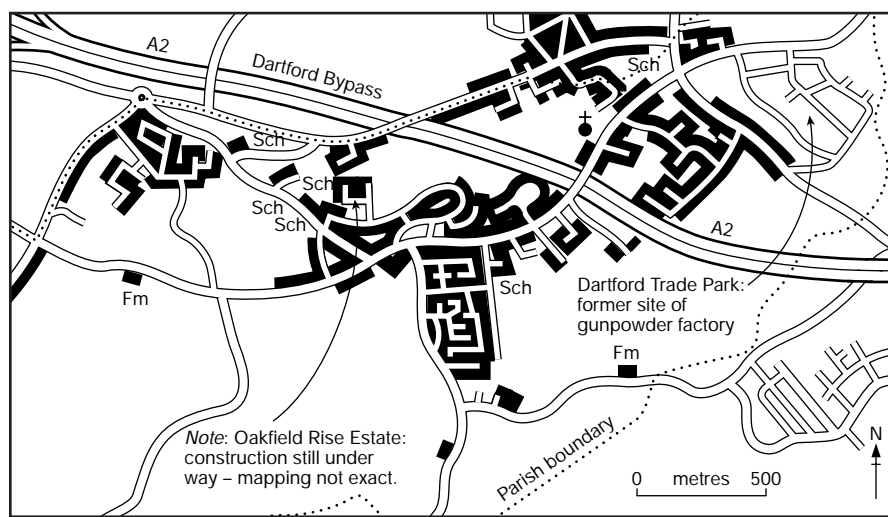 A2
Dartford Bypass
Sch
Sch
Sch
Sch
Sch
Sch
A2
Fm
Dartford Trade Park:
former site of
gunpowder factory
Fm
Note: Oakfield Rise Estate:
construction still under
way – mapping not exact.
Parish boundary
0 metres 500
N